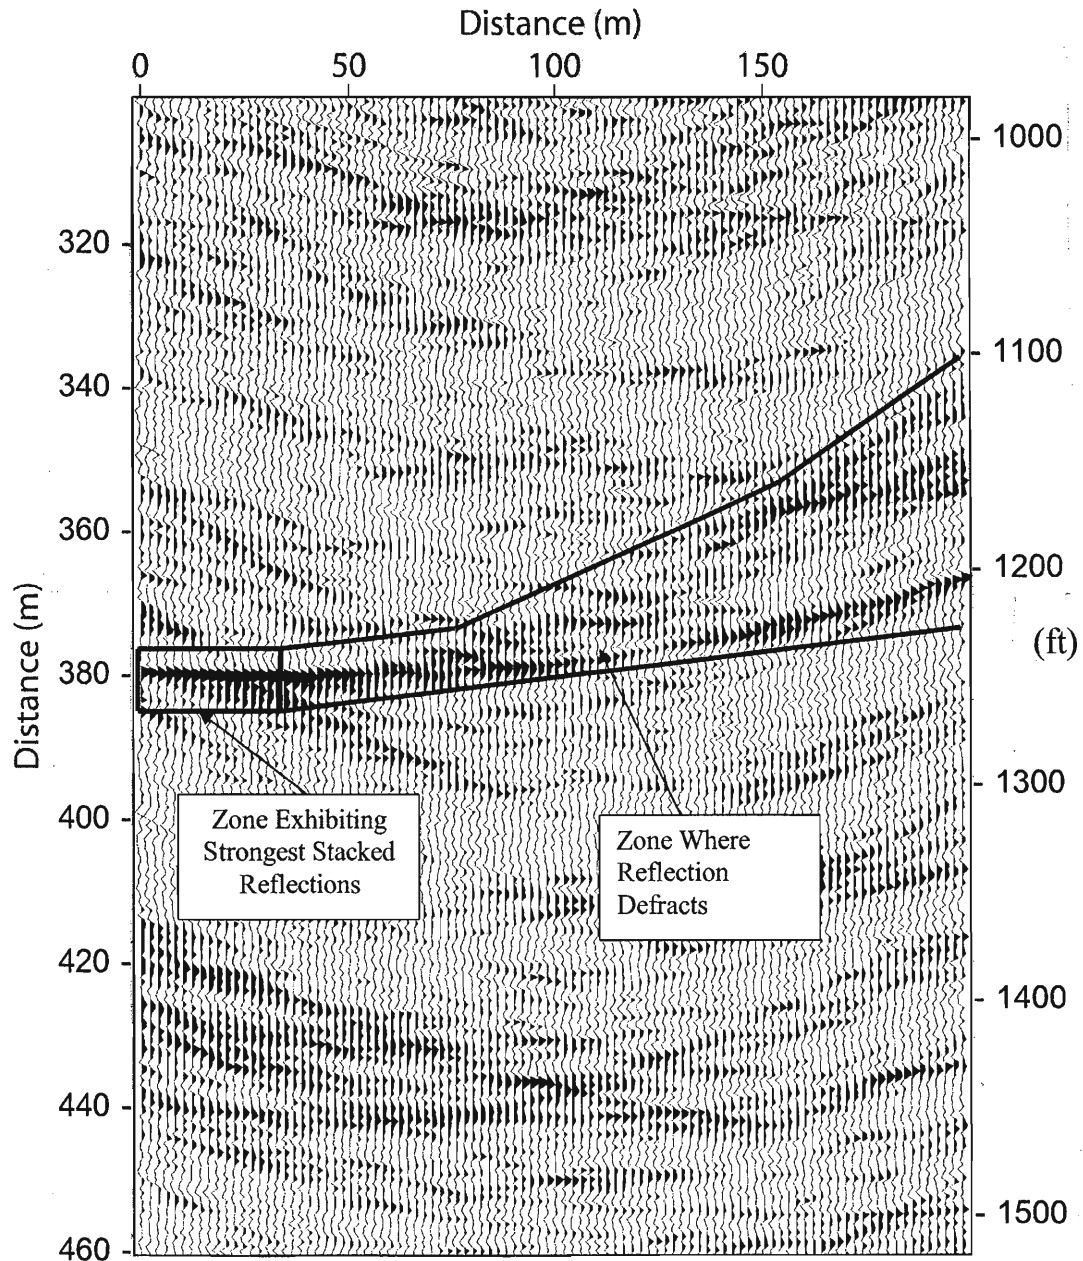 Distance (m)
0 50 100 150
1000
320
1100
340
360
1200
Distance (m)
380
(ft)
1300
400
Zone Exhibiting
Strongest Stacked
Reflections
Zone Where
Reflection
Defracts
420
1400
440
1500
460